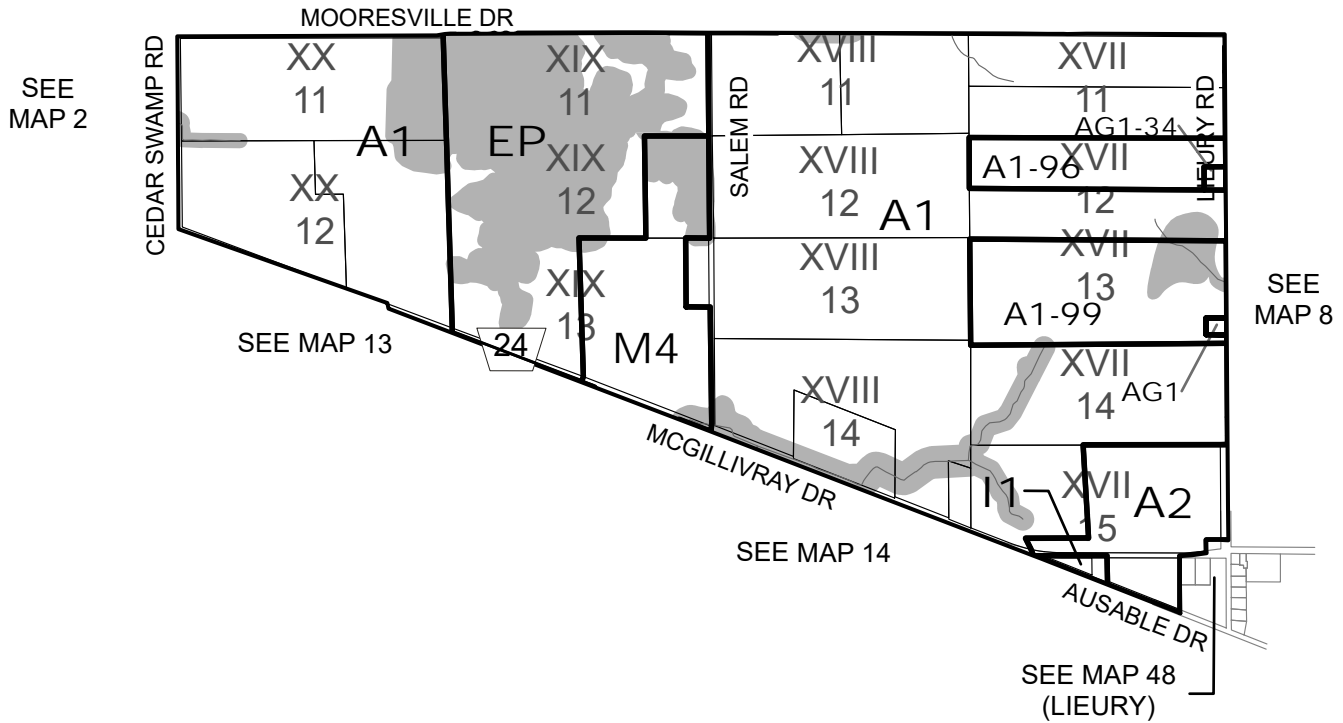 MOORESVILLE DR
CEDAR SWAMP RD
SEE
MAP 2
XX
11
A1
EP
XIX
11
SALEM RD
XVIII
11
XVII
11
LIEURY RD
AG1-34
XX
12
XIX
12
XVIII
12
A1
A1-96
XVII
12
XIX
13
M4
XVIII
13
XVII
13
A1-99
SEE
MAP 8
SEE MAP 13
24
XVIII
14
XVII
14
AG1
MCGILLIVRAY DR
I1
XVII
15
A2
SEE MAP 14
AUSABLE DR
SEE MAP 48
(LIEURY)